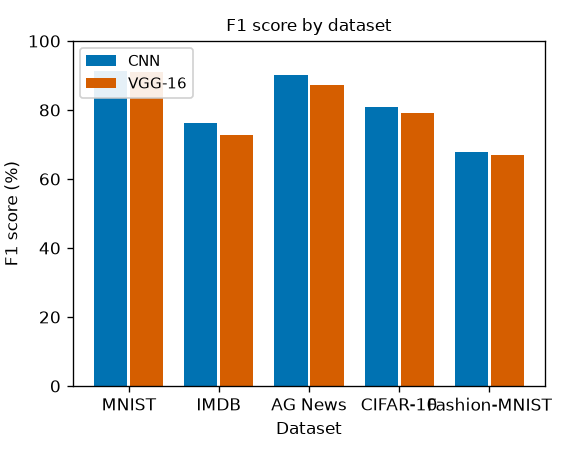 F1 score by dataset
CNN
VGG-16
F1 score (%)
100
80
60
40
20
0
MNIST
IMDB
AG News
CIFAR-10
Fashion-MNIST
Dataset